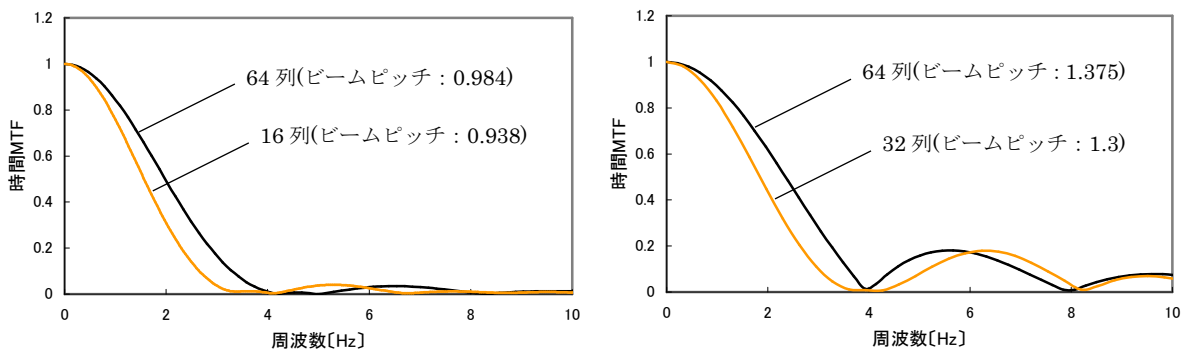 1.2
1
0.8
0.6
0.4
0.2
0
時間MTF
64 列(ビームピッチ：0.984)
16 列(ビームピッチ：0.938)
0 2 4 6 8 10
周波数〔Hz〕
1.2
1
0.8
0.6
0.4
0.2
0
時間MTF
64 列(ビームピッチ：1.375)
32 列(ビームピッチ：1.3)
0 2 4 6 8 10
周波数〔Hz〕